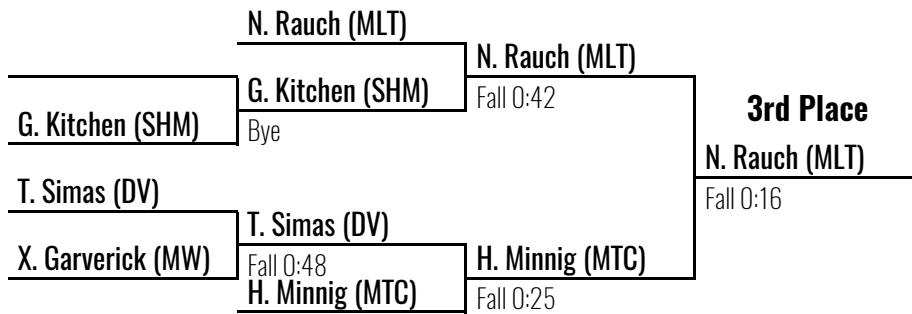 N. Rauch (MLT)
N. Rauch (MLT)
G. Kitchen (SHM)
Fall 0:42
3rd Place
G. Kitchen (SHM)
Bye
N. Rauch (MLT)
T. Simas (DV)
Fall 0:16
T. Simas (DV)
X. Garverick (MW)
Fall 0:48
H. Minnig (MTC)
H. Minnig (MTC)
Fall 0:25